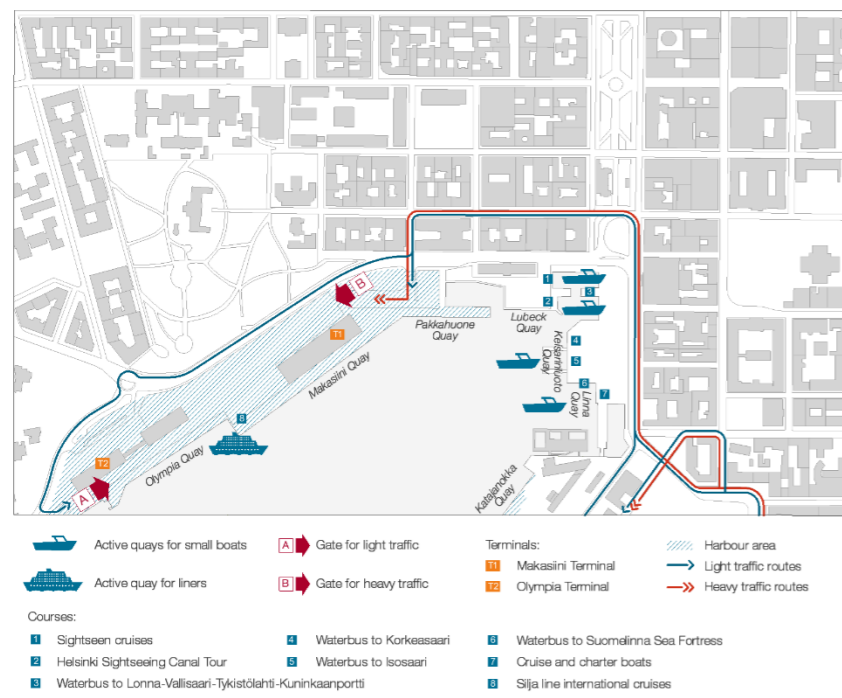 B
1
3
2
T1
Lubeck
Quay
Pakkahuone
Quay
4
Keisarinluoto
Quay
5
Makasiini Quay
6
7
Linna
Quay
8
Olympia Quay
T2
A
Katajanokka
Quay
Active quays for small boats
A Gate for light traffic
Terminals:
Harbour area
T1 Makasiini Terminal
Light traffic routes
Active quay for liners
B Gate for heavy traffic
T2 Olympia Terminal
Heavy traffic routes
Courses:
1 Sightseen cruises
4 Waterbus to Korkeasaari
6 Waterbus to Suomelinna Sea Fortress
2 Helsinki Sightseeing Canal Tour
5 Waterbus to Isosaari
7 Cruise and charter boats
3 Waterbus to Lonna-Vallisaari-Tykistölahti-Kuninkaanportti
8 Silja line international cruises